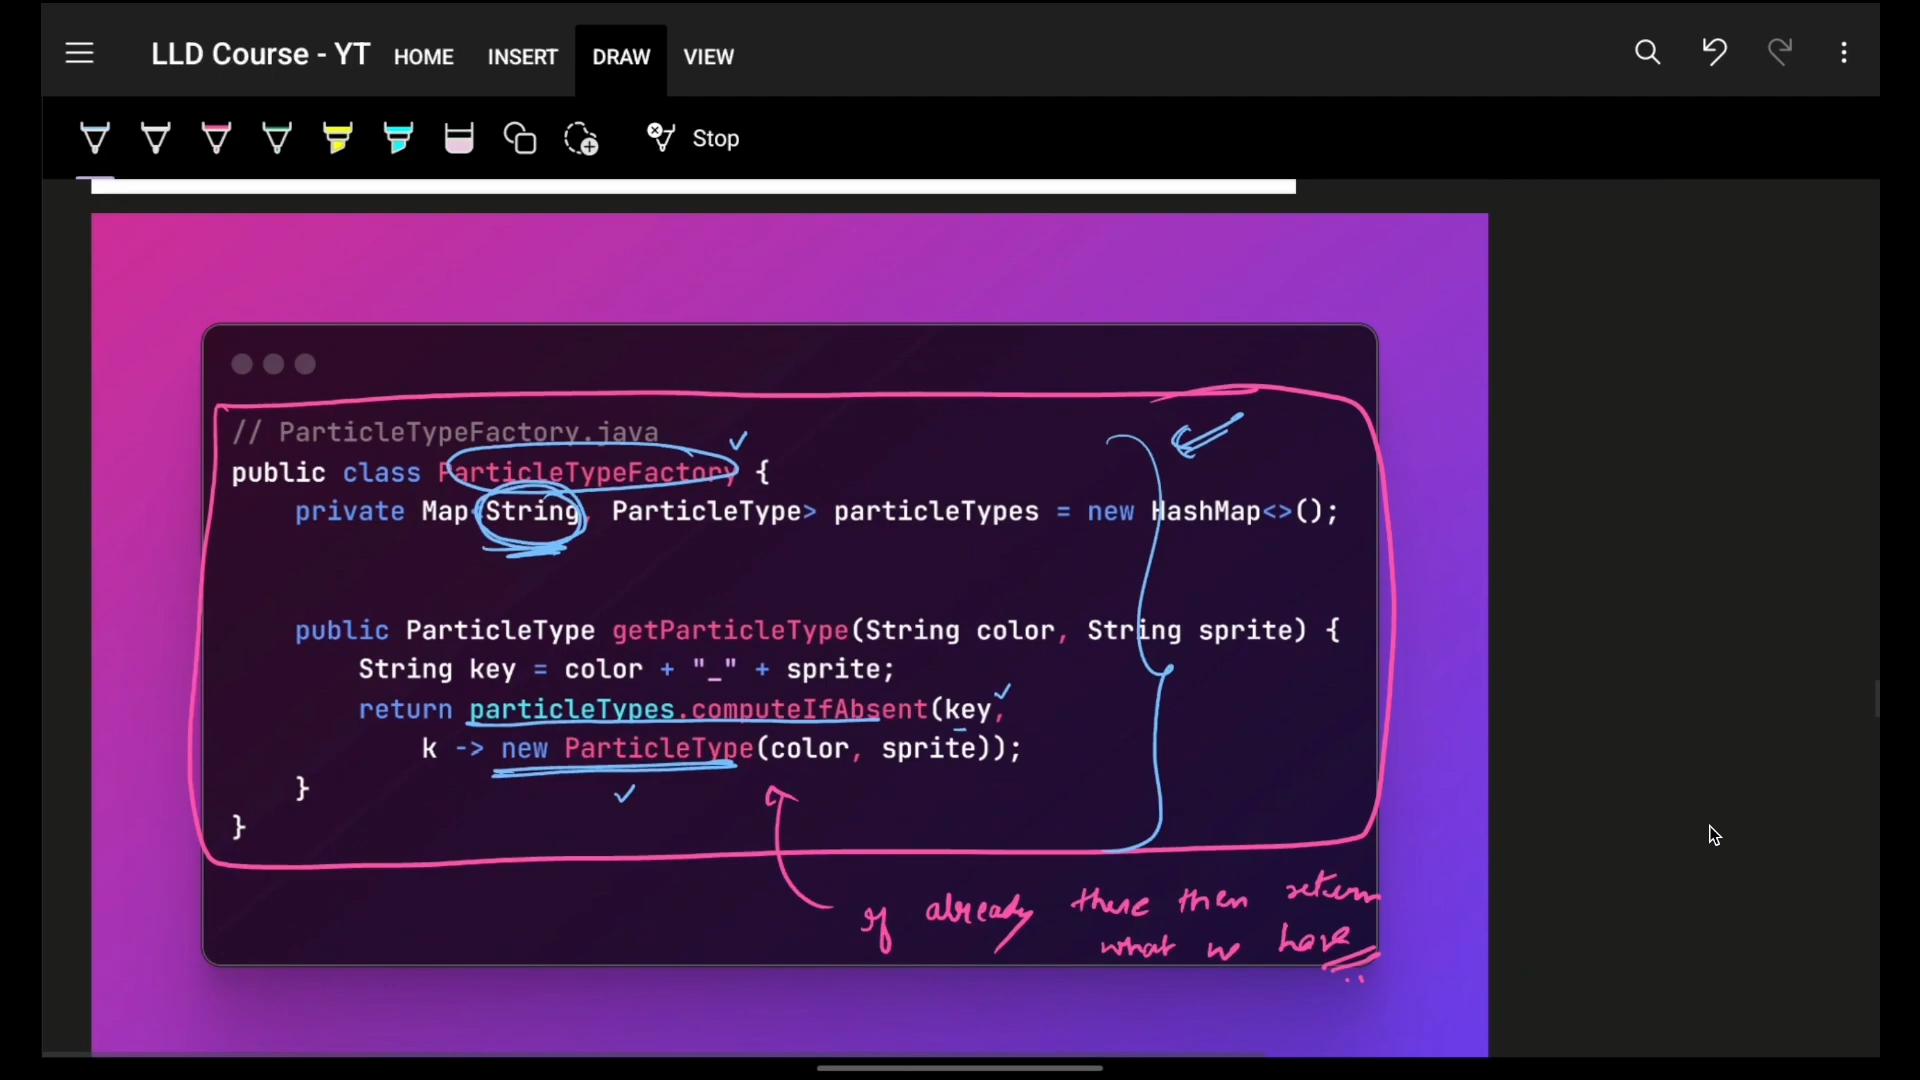 LLD Course - YT HOME INSERT DRAW VIEW
Stop
// ParticleTypeFactory.java
public class ParticleTypeFactory {
private Map<String, ParticleType> particleTypes = new HashMap<>();
public ParticleType getParticleType(String color, String sprite) {
String key = color + "_" + sprite;
return particleTypes.computeIfAbsent(key,
k -> new ParticleType(color, sprite));
}
}
if already there then return
what w have